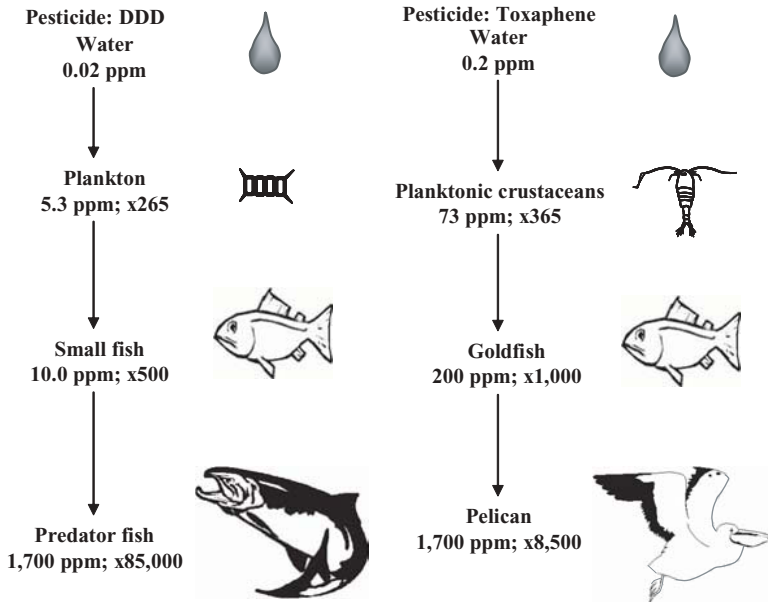 Pesticide: DDD
Water
0.02 ppm
Plankton
5.3 ppm; x265
Small fish
10.0 ppm; x500
Predator fish
1,700 ppm; x85,000
Pesticide: Toxaphene
Water
0.2 ppm
Planktonic crustaceans
73 ppm; x365
Goldfish
200 ppm; x1,000
Pelican
1,700 ppm; x8,500